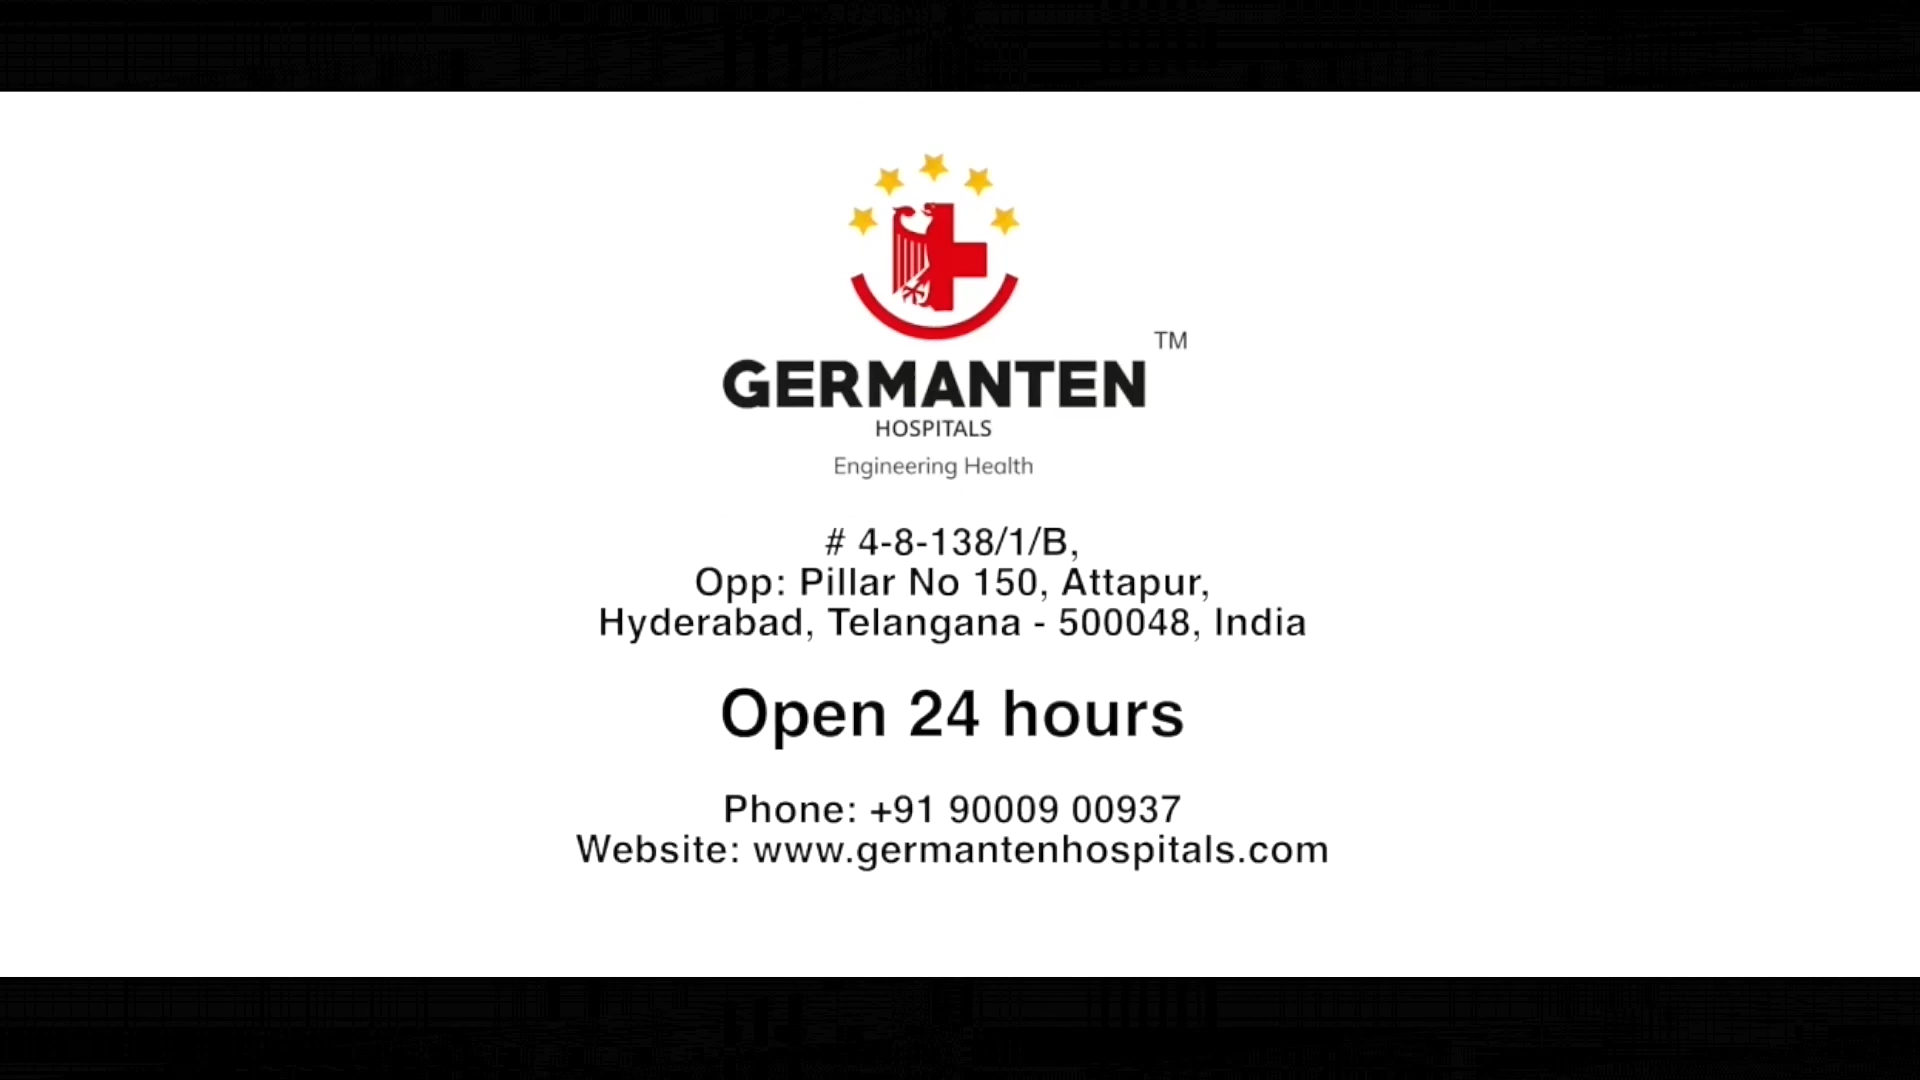 TM
GERMANTEN
HOSPITALS
Engineering Health
# 4-8-138/1/B,
Opp: Pillar No 150, Attapur,
Hyderabad, Telangana - 500048, India
Open 24 hours
Phone: +91 90009 00937
Website: www.germantenhospitals.com